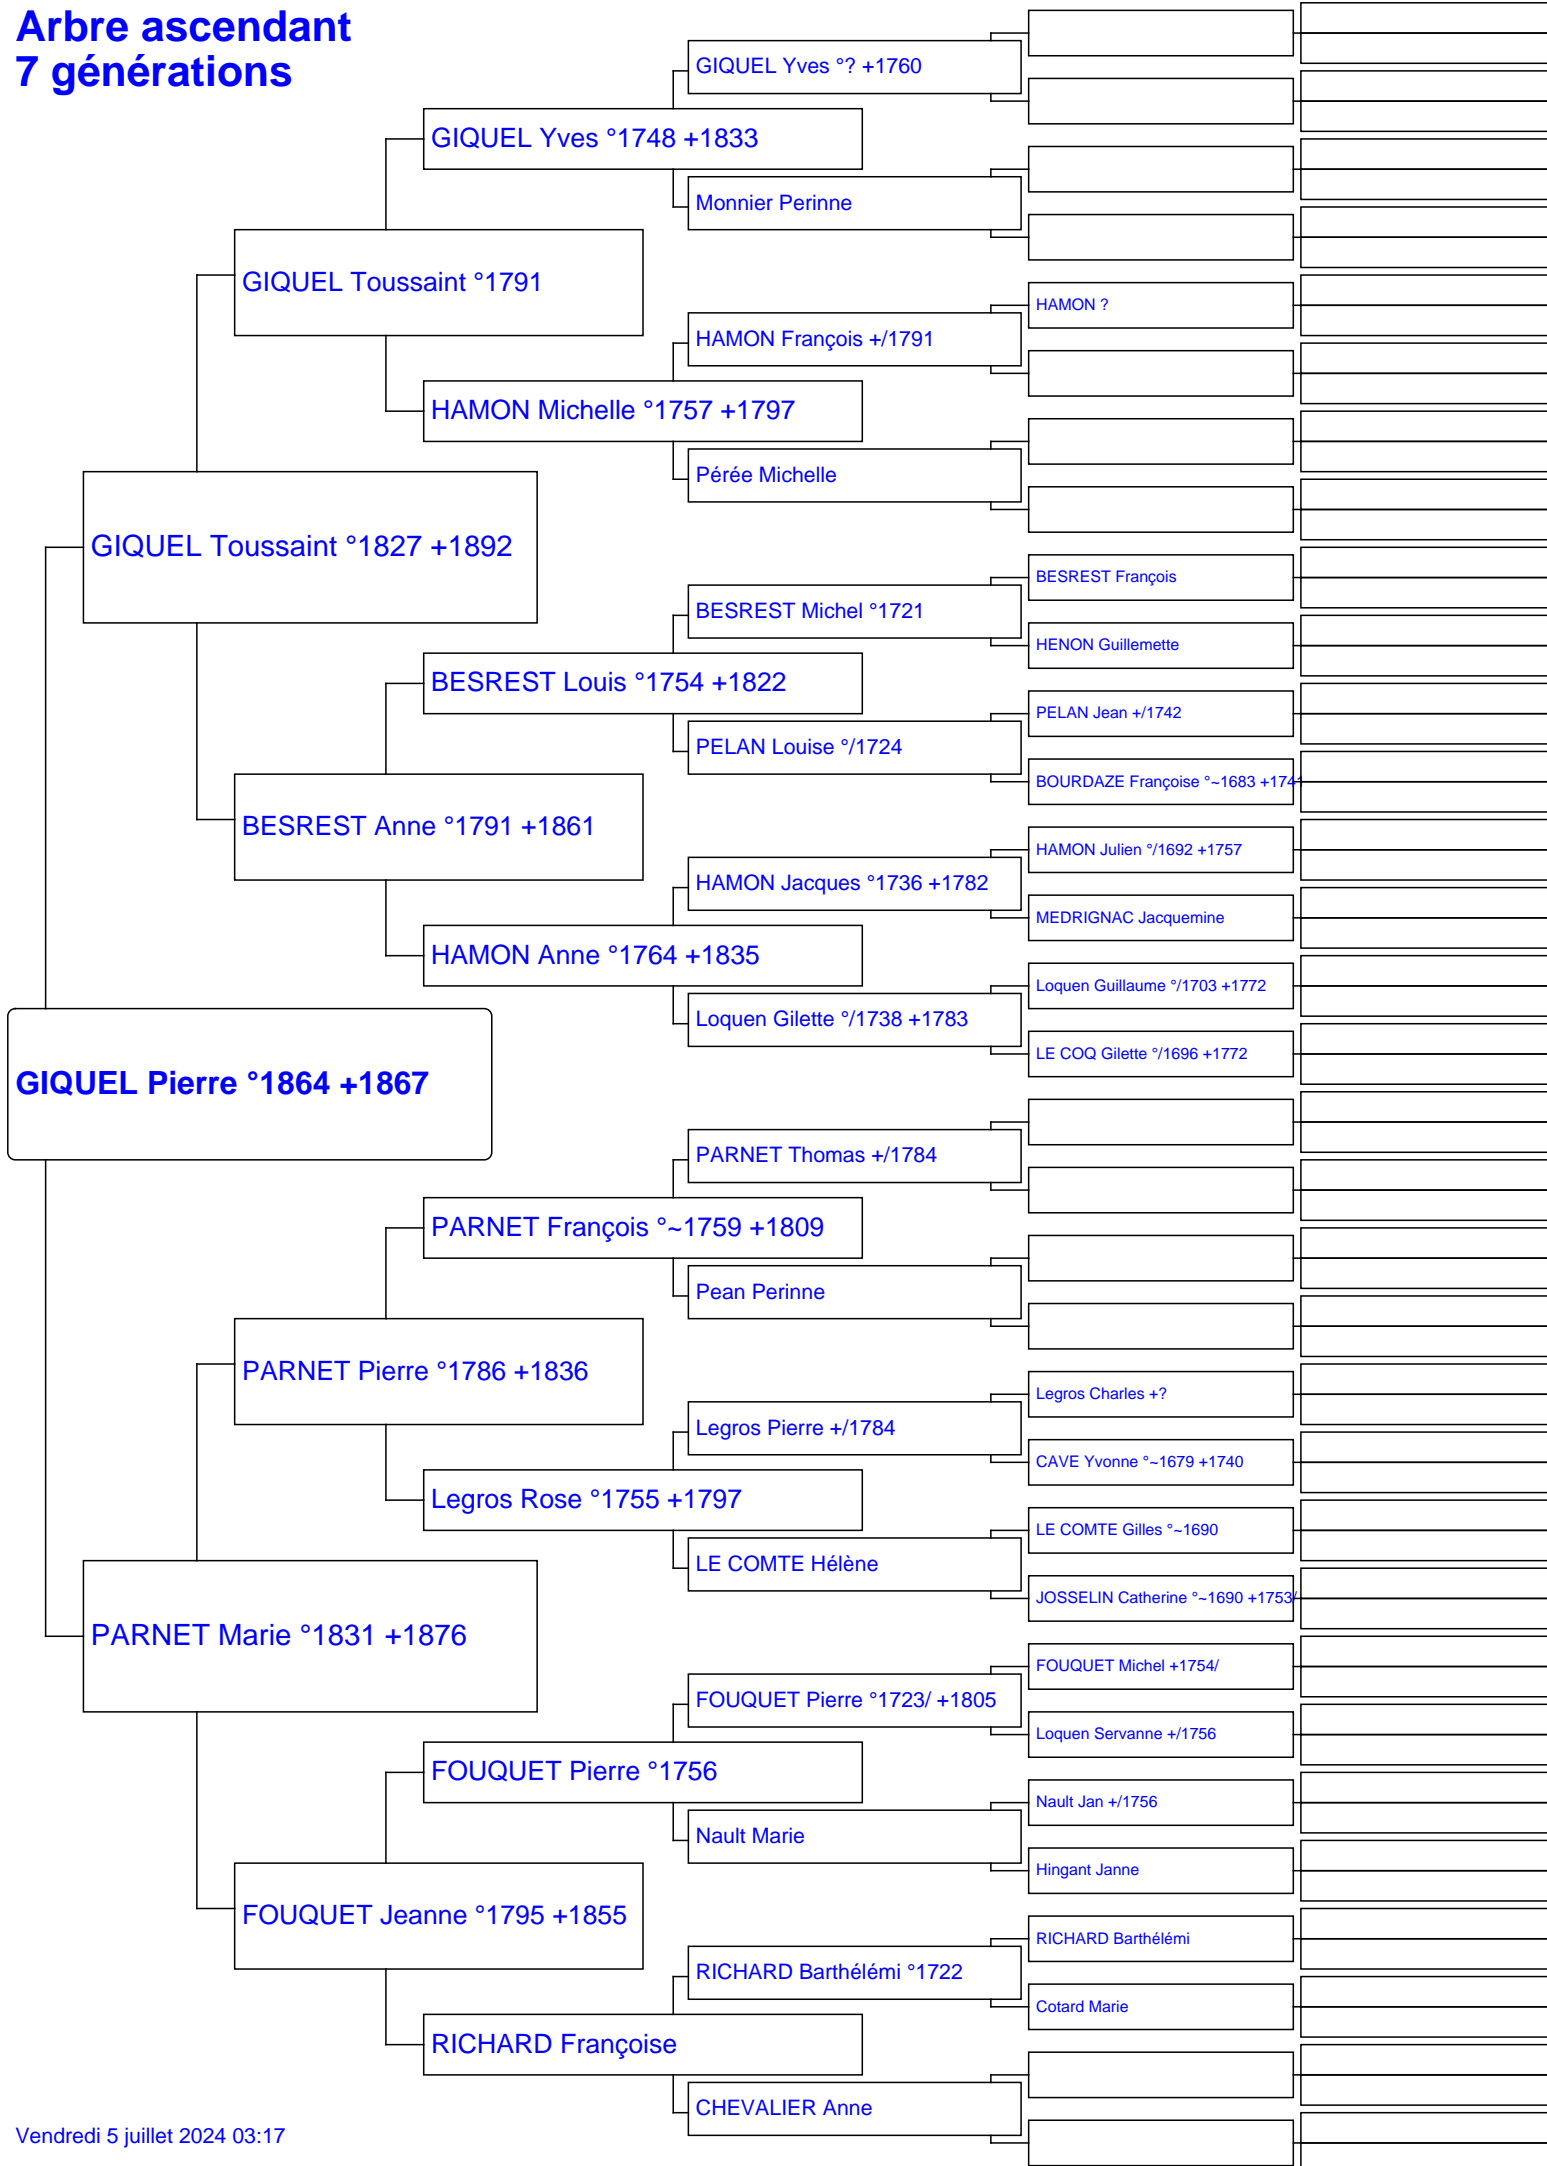 Arbre ascendant
7 générations
GIQUEL Yves °? +1760
GIQUEL Yves °1748 +1833
Monnier Perinne
GIQUEL Toussaint °1791
HAMON ?
HAMON François +/1791
HAMON Michelle °1757 +1797
Pérée Michelle
GIQUEL Toussaint °1827 +1892
BESREST François
BESREST Michel °1721
HENON Guillemette
BESREST Louis °1754 +1822
PELAN Jean +/1742
PELAN Louise °/1724
BOURDAZE Françoise °~1683 +1741
BESREST Anne °1791 +1861
HAMON Julien °/1692 +1757
HAMON Jacques °1736 +1782
MEDRIGNAC Jacquemine
HAMON Anne °1764 +1835
Loquen Guillaume °/1703 +1772
Loquen Gilette °/1738 +1783
LE COQ Gilette °/1696 +1772
GIQUEL Pierre °1864 +1867
PARNET Thomas +/1784
PARNET François °~1759 +1809
Pean Perinne
PARNET Pierre °1786 +1836
Legros Charles +?
Legros Pierre +/1784
CAVE Yvonne °~1679 +1740
Legros Rose °1755 +1797
LE COMTE Gilles °~1690
LE COMTE Hélène
JOSSELIN Catherine °~1690 +1753/
PARNET Marie °1831 +1876
FOUQUET Michel +1754/
FOUQUET Pierre °1723/ +1805
Loquen Servanne +/1756
FOUQUET Pierre °1756
Nault Jan +/1756
Nault Marie
Hingant Janne
FOUQUET Jeanne °1795 +1855
RICHARD Barthélémi
RICHARD Barthélémi °1722
Cotard Marie
RICHARD Françoise
CHEVALIER Anne
Vendredi 5 juillet 2024 03:17